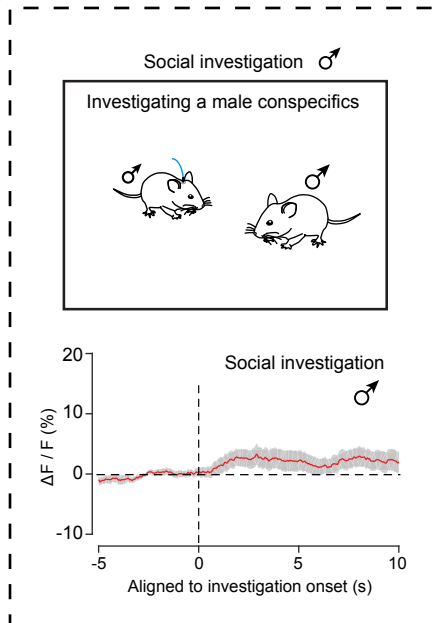 Social investigation ♂
Investigating a male conspecifics
♂
♂
20
Social investigation
♂
10
0
-10
ΔF / F (%)
-5
0
5
10
Aligned to investigation onset (s)